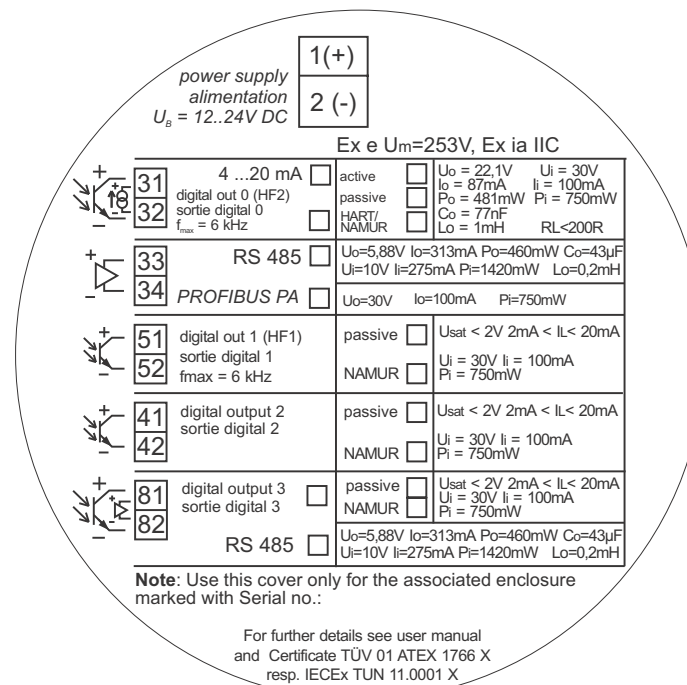 1(+)
power supply
alimentation
UB = 12..24V DC
2 (-)
Ex e Um=253V, Ex ia IIC
+
31
32
−
4 ...20 mA
digital out 0 (HF2)
sortie digital 0
fmax = 6 kHz
active
passive
HART/
NAMUR
Uo = 22,1V Ui = 30V
Io = 87mA Ii = 100mA
Po = 481mW Pi = 750mW
Co = 77nF
Lo = 1mH RL<200R
+
33
34
−
RS 485
Uo=5,88V Io=313mA Po=460mW Co=43µF
Ui=10V Ii=275mA Pi=1420mW Lo=0,2mH
PROFIBUS PA
Uo=30V Io=100mA Pi=750mW
+
51
52
−
digital out 1 (HF1)
sortie digital 1
fmax = 6 kHz
passive
NAMUR
Usat < 2V 2mA < IL< 20mA
Ui = 30V Ii = 100mA
Pi = 750mW
+
41
42
−
digital output 2
sortie digital 2
passive
NAMUR
Usat < 2V 2mA < IL< 20mA
Ui = 30V Ii = 100mA
Pi = 750mW
+
81
82
−
digital output 3
sortie digital 3
passive
NAMUR
Usat < 2V 2mA < IL< 20mA
Ui = 30V Ii = 100mA
Pi = 750mW
RS 485
Uo=5,88V Io=313mA Po=460mW Co=43µF
Ui=10V Ii=275mA Pi=1420mW Lo=0,2mH
Note: Use this cover only for the associated enclosure
marked with Serial no.:
For further details see user manual
and Certificate TÜV 01 ATEX 1766 X
resp. IECEx TUN 11.0001 X